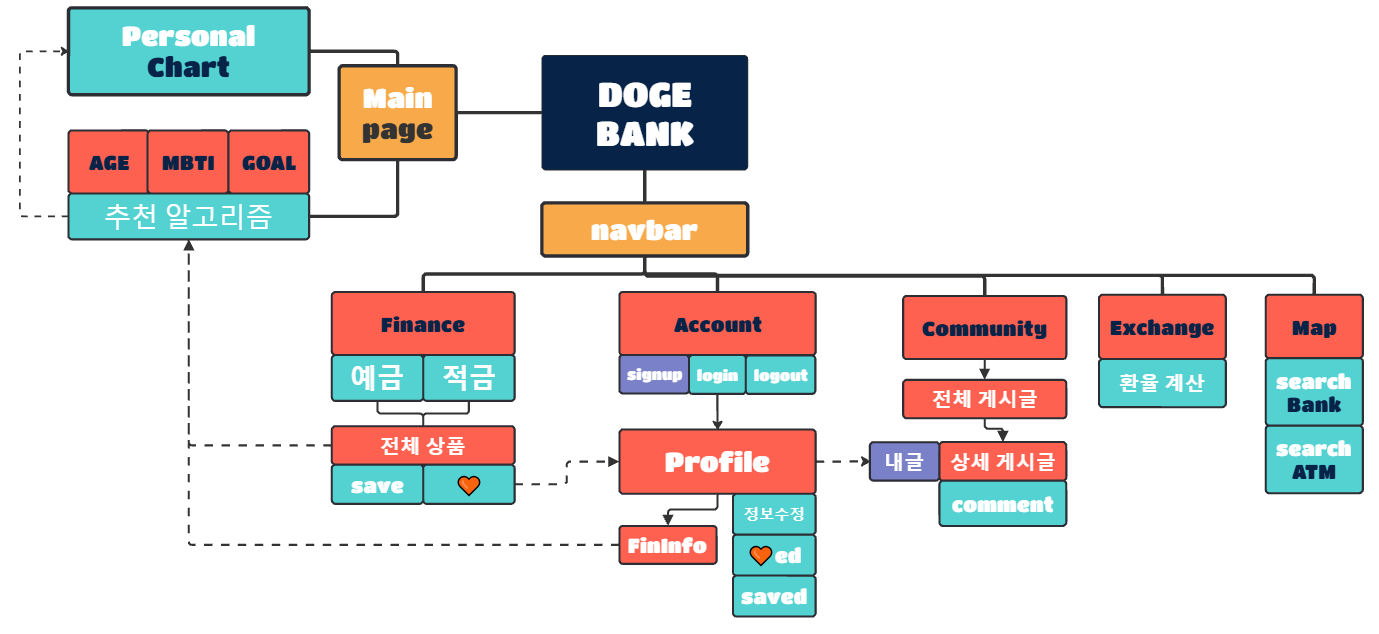 Personal
Chart
Main
page
DOGE
BANK
AGE MBTI GOAL
추천 알고리즘
navbar
Finance
예금 적금
전체 상품
save
Account
signup login logout
Profile
정보수정
FinInfo
ed
saved
Community
전체 게시글
내글 상세 게시글
comment
Exchange
환율 계산
Map
search
Bank
search
ATM